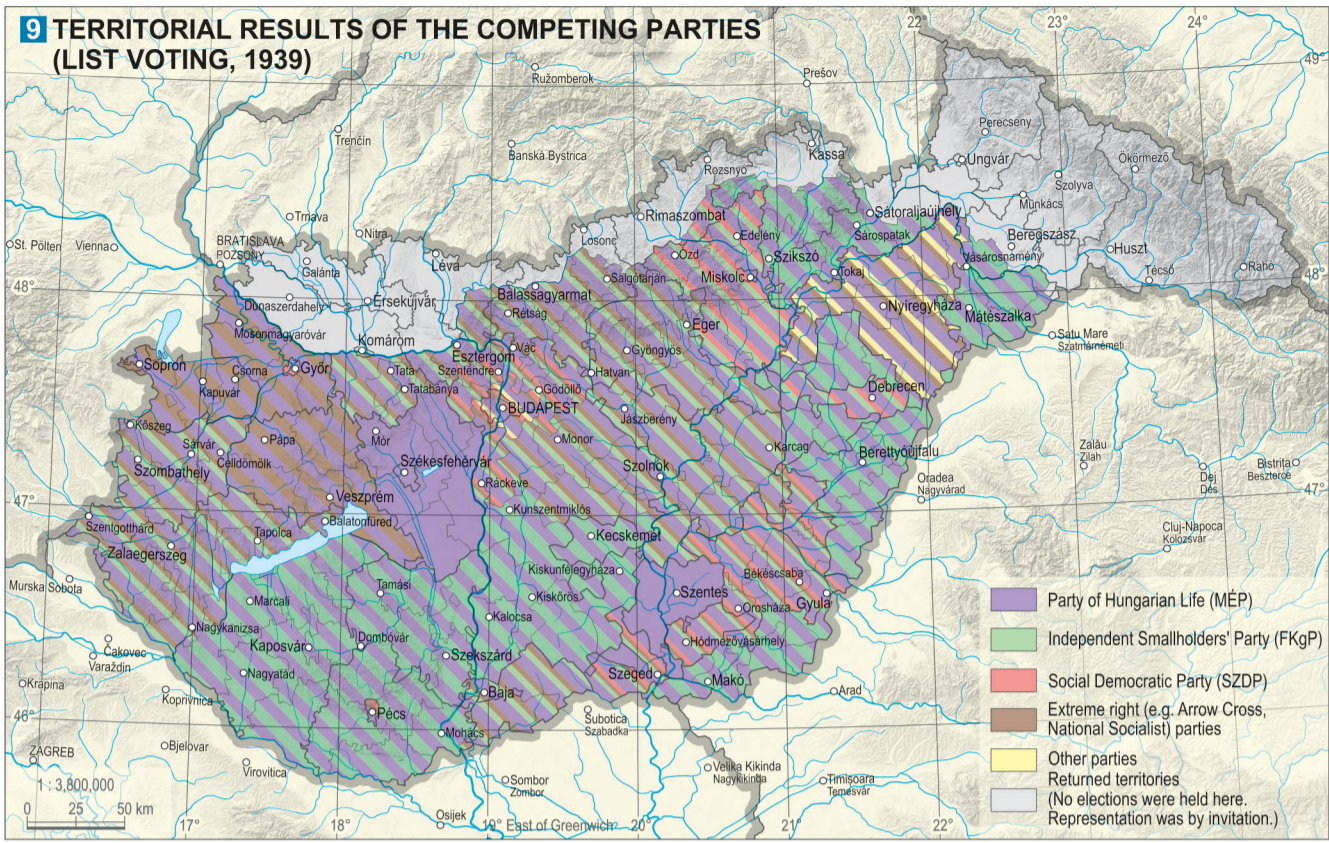 9 TERRITORIAL RESULTS OF THE COMPETING PARTIES
(LIST VOTING, 1939)
22°
23°
24°
49°
Ružomberok
Prešov
Trenčín
Banská Bystrica
Perecseny
Kassa
Rozsnyó
Ungvár
Ökörmező
Szolyva
Munkács
Trnava
Nitra
Rimaszombat
Sátoraljaújhely
Sárospatak
St. Pölten
Vienna
BRATISLAVA
POZSONY
Galánta
Léva
Losonc
Edelény
Ózd
Szikszó
Beregszász
Huszt
Vásárosnamény
Técső
Rahó
48°
48°
Dunaszerdahely
Érsekújvár
Balassagyarmat
Salgótarján
Miskolc
Tokaj
Nyíregyháza
Mátészalka
Mosonmagyaróvár
Komárom
Rétság
Eger
Satu Mare
Szatmárnémeti
Sopron
Csorna
Győr
Kapuvár
Tata
Tatabánya
Esztergom
Vác
Szentendre
Gyöngyös
Hatvan
Gödöllő
BUDAPEST
Jászberény
Debrecen
Kőszeg
Sárvár
Pápa
Celldömölk
Mór
Monor
Karcag
Zalău
Zilah
Szombathely
Székesfehérvár
Szolnok
Berettyóújfalu
Dej
Dés
Bistrita
Beszterce
47°
47°
Veszprém
Ráckeve
Oradea
Nagyvárad
Szentgotthárd
Balatonfüred
Kunszentmiklós
Tapolca
Zalaegerszeg
Kecskemét
Cluj-Napoca
Kolozsvár
Murska Sobota
Tamási
Kiskunfélegyháza
Békéscsaba
Marcali
Kiskőrös
Szentes
Gyula
Kalocsa
Orosháza
Nagykanizsa
Čakovec
Varaždin
Kaposvár
Dombóvár
Szekszárd
Hódmezővásárhely
Nagyatád
Szeged
Makó
Krapina
Koprivnica
Baja
Arad
Pécs
Subotica
Szabadka
46°
46°
Mohács
Bjelovar
ZAGREB
Virovitica
Velika Kikinda
Nagykikinda
Timișoara
Temesvár
Sombor
Zombor
Osijek
East of Greenwich
17°
18°
19°
20°
21°
22°
1 : 3,800,000
0 25 50 km
Party of Hungarian Life (MÉP)
Independent Smallholders' Party (FKgP)
Social Democratic Party (SZDP)
Extreme right (e.g. Arrow Cross,
National Socialist) parties
Other parties
Returned territories
(No elections were held here.
Representation was by invitation.)